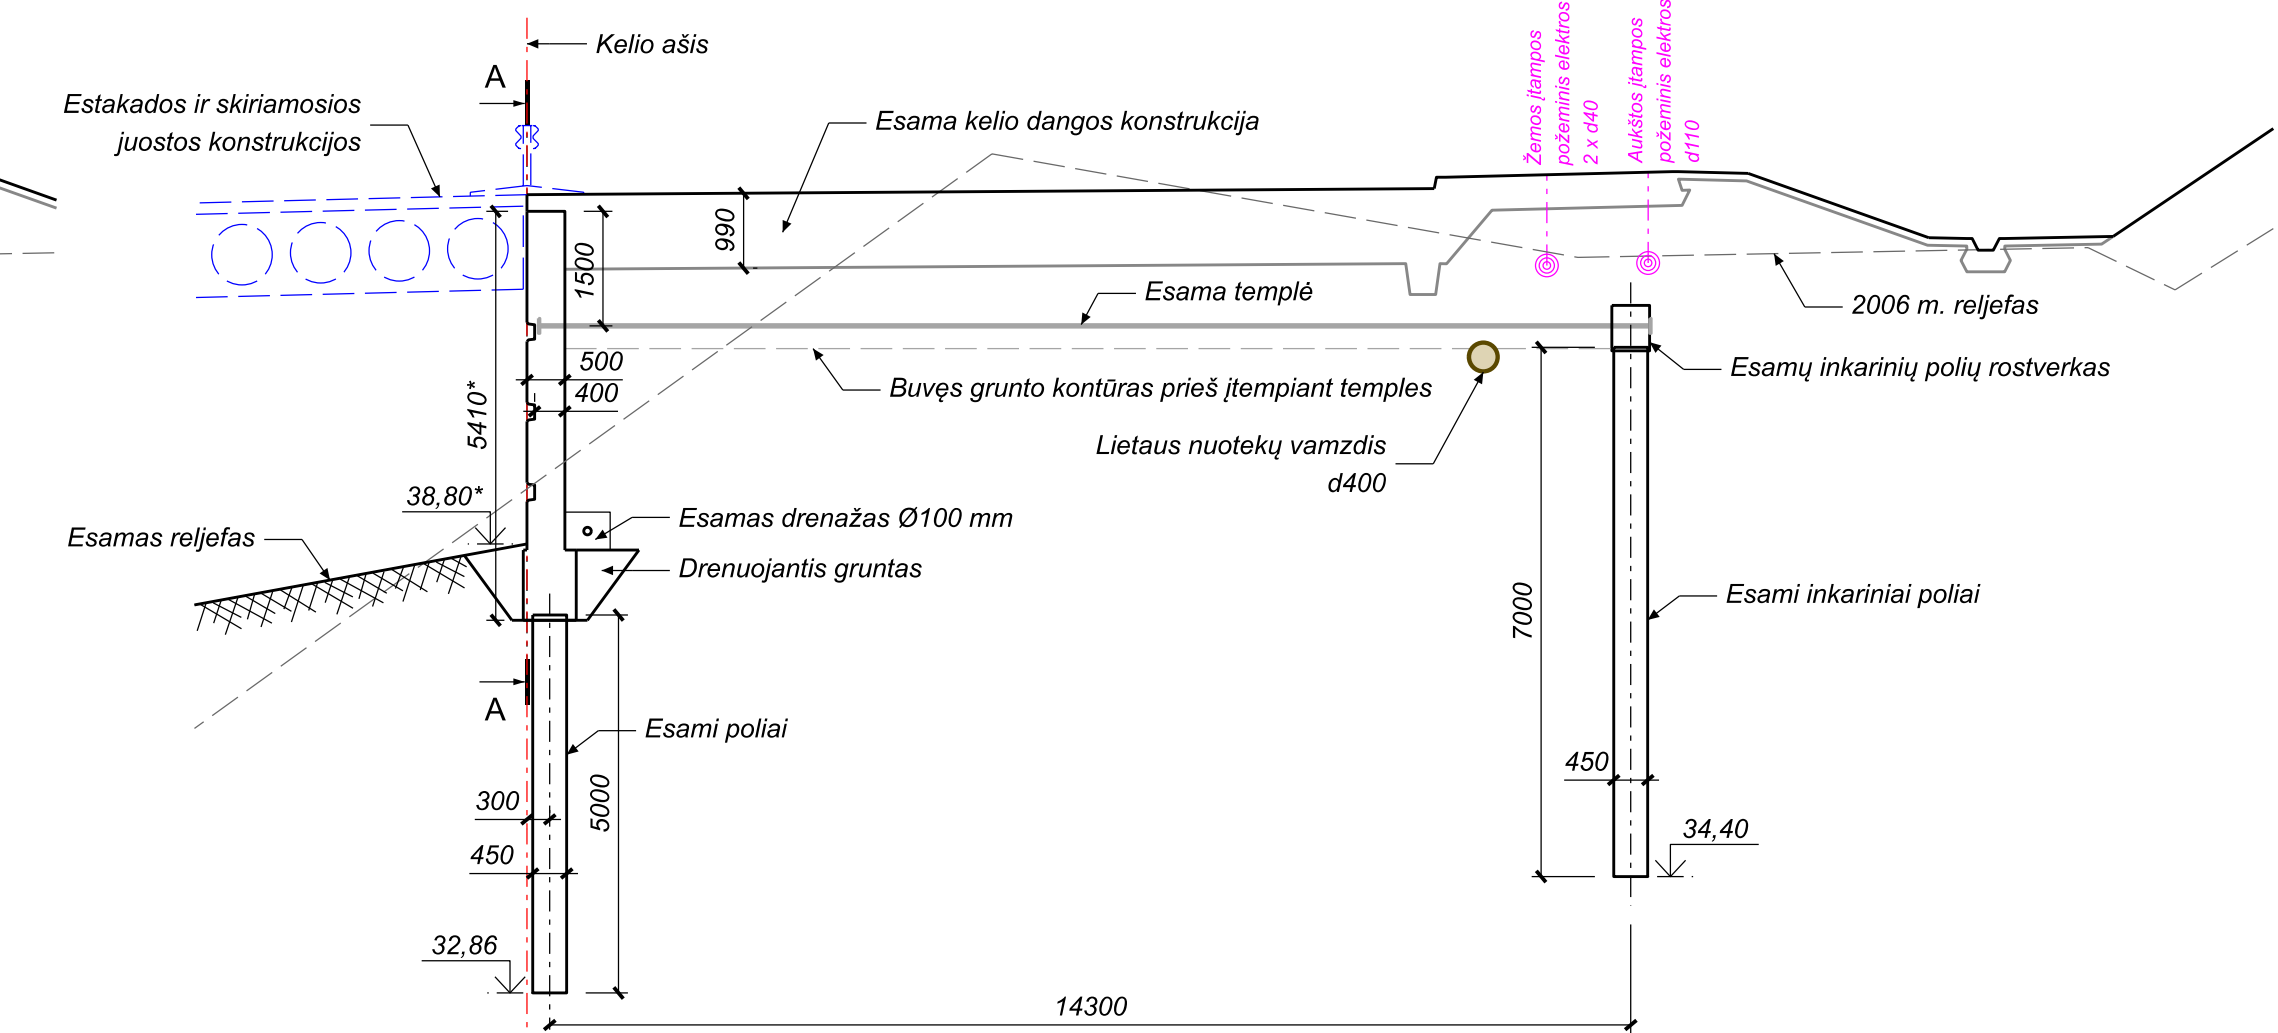 Kelio ašis
A
Estakados ir skiriamosios
juostos konstrukcijos
Esama kelio dangos konstrukcija
Žemos įtampos
požeminis elektros
2 x d40
Aukštos įtampos
požeminis elektros
d110
990
1500
Esama templė
2006 m. reljefas
500
400
5410*
Buvęs grunto kontūras prieš įtempiant temples
Esamų inkarinių polių rostverkas
Lietaus nuotekų vamzdis
d400
38,80*
Esamas reljefas
Esamas drenažas Ø100 mm
Drenuojantis gruntas
7000
Esami inkariniai poliai
A
Esami poliai
300
5000
450
450
34,40
32,86
14300